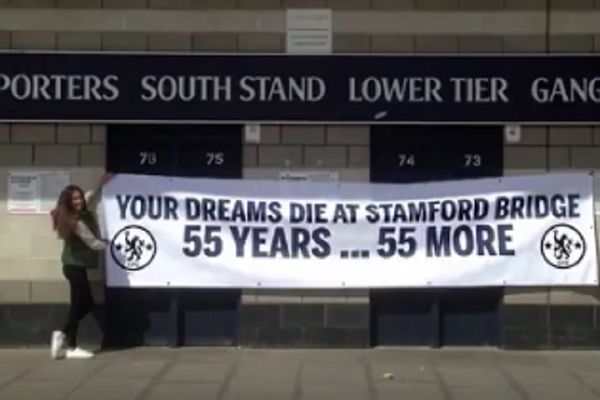 PORTERS SOUTH STAND LOWER TIER GANG
76 75 74 73
YOUR DREAMS DIE AT STAMFORD BRIDGE
55 YEARS ... 55 MORE